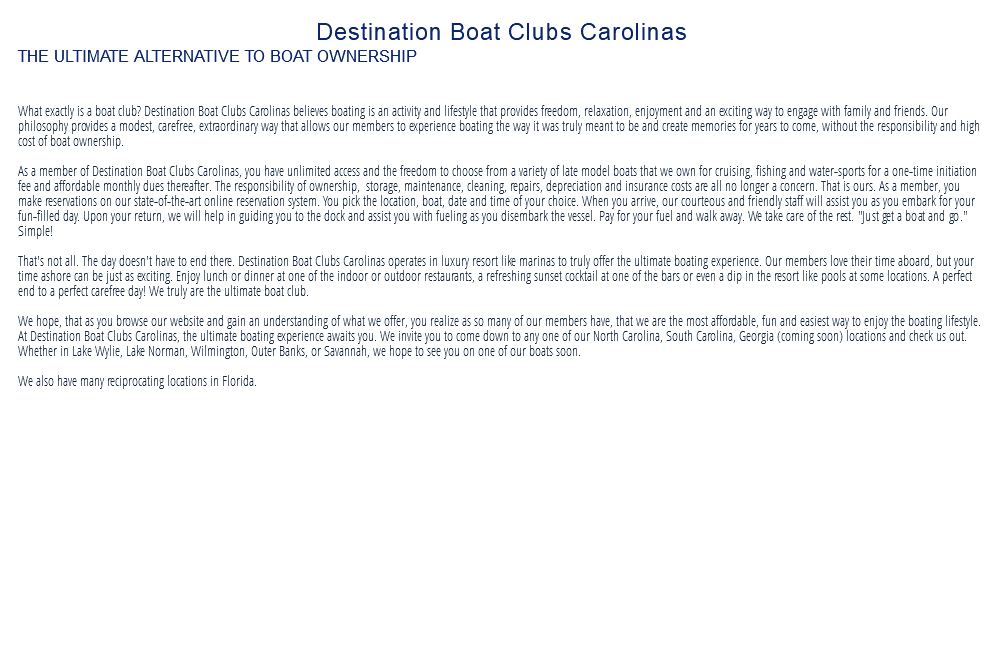 Destination Boat Clubs Carolinas
THE ULTIMATE ALTERNATIVE TO BOAT OWNERSHIP
What exactly is a boat club? Destination Boat Clubs Carolinas believes boating is an activity and lifestyle that provides freedom, relaxation, enjoyment and an exciting way to engage with family and friends. Our
philosophy provides a modest, carefree, extraordinary way that allows our members to experience boating the way it was truly meant to be and create memories for years to come, without the responsibility and high
cost of boat ownership.
As a member of Destination Boat Clubs Carolinas, you have unlimited access and the freedom to choose from a variety of late model boats that we own for cruising, fishing and water-sports for a one-time initiation
fee and affordable monthly dues thereafter. The responsibility of ownership,  storage, maintenance, cleaning, repairs, depreciation and insurance costs are all no longer a concern. That is ours. As a member, you
make reservations on our state-of-the-art online reservation system. You pick the location, boat, date and time of your choice. When you arrive, our courteous and friendly staff will assist you as you embark for your
fun-filled day. Upon your return, we will help in guiding you to the dock and assist you with fueling as you disembark the vessel. Pay for your fuel and walk away. We take care of the rest. "Just get a boat and go."
Simple!
That's not all. The day doesn't have to end there. Destination Boat Clubs Carolinas operates in luxury resort like marinas to truly offer the ultimate boating experience. Our members love their time aboard, but your
time ashore can be just as exciting. Enjoy lunch or dinner at one of the indoor or outdoor restaurants, a refreshing sunset cocktail at one of the bars or even a dip in the resort like pools at some locations. A perfect
end to a perfect carefree day! We truly are the ultimate boat club.
We hope, that as you browse our website and gain an understanding of what we offer, you realize as so many of our members have, that we are the most affordable, fun and easiest way to enjoy the boating lifestyle.
At Destination Boat Clubs Carolinas, the ultimate boating experience awaits you. We invite you to come down to any one of our North Carolina, South Carolina, Georgia (coming soon) locations and check us out.
Whether in Lake Wylie, Lake Norman, Wilmington, Outer Banks, or Savannah, we hope to see you on one of our boats soon.
We also have many reciprocating locations in Florida.